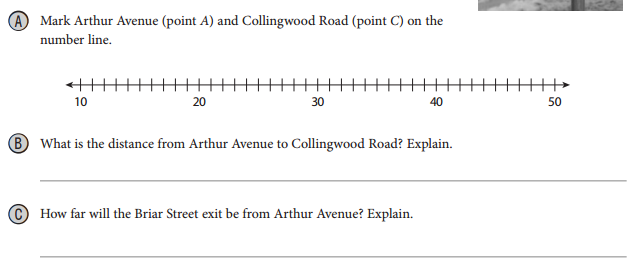 A Mark Arthur Avenue (point A) and Collingwood Road (point C) on the
number line.
10 20 30 40 50
B What is the distance from Arthur Avenue to Collingwood Road? Explain.
C How far will the Briar Street exit be from Arthur Avenue? Explain.